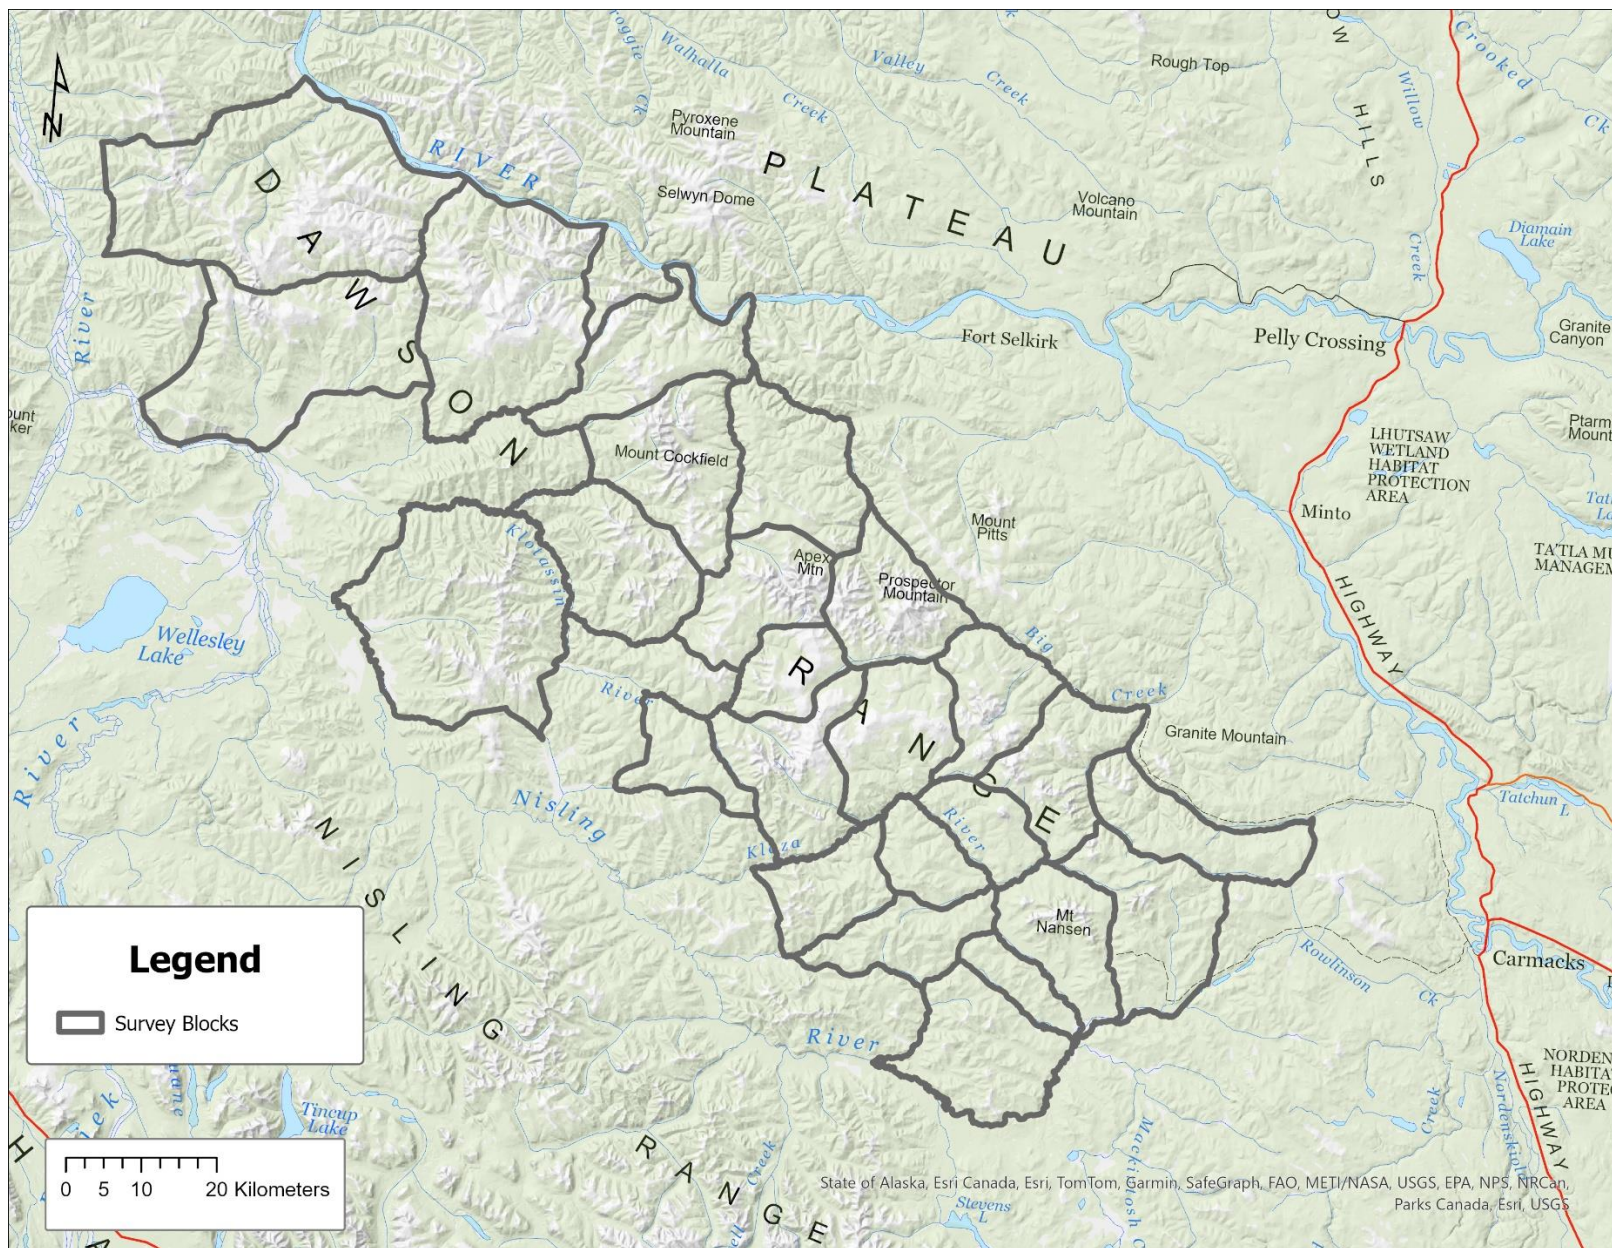 Walhalla
Creek
Valley
Creek
Rough Top
Crooked
Ck
Willow
Creek
HILLS
Pyroxene
Mountain
PLATEAU
RIVER
Selwyn Dome
Volcano
Mountain
Diamain
Lake
DAWSON
River
Fort Selkirk
Pelly Crossing
Granite
Canyon
Mount Cockfield
LHUTSAW
WETLAND
HABITAT
PROTECTION
AREA
Minto
Mount
Pitts
Klotassin
Apex
Mtn
Prospector
Mountain
HIGHWAY
Wellesley
Lake
River
RANGE
Big
Creek
River
Granite Mountain
Nisling
Tatchun
L
River
Klaza
NISLING
Mt
Nansen
Rowlinson
Ck
Carmacks
River
Legend
Survey Blocks
N
Tincup
Lake
0 5 10 20 Kilometers
RANGE
Creek
Creek
HIGHWAY
Stevens
L
State of Alaska, Esri Canada, Esri, TomTom, Garmin, SafeGraph, FAO, METI/NASA, USGS, EPA, NPS, NRCan,
Parks Canada, Esri, USGS